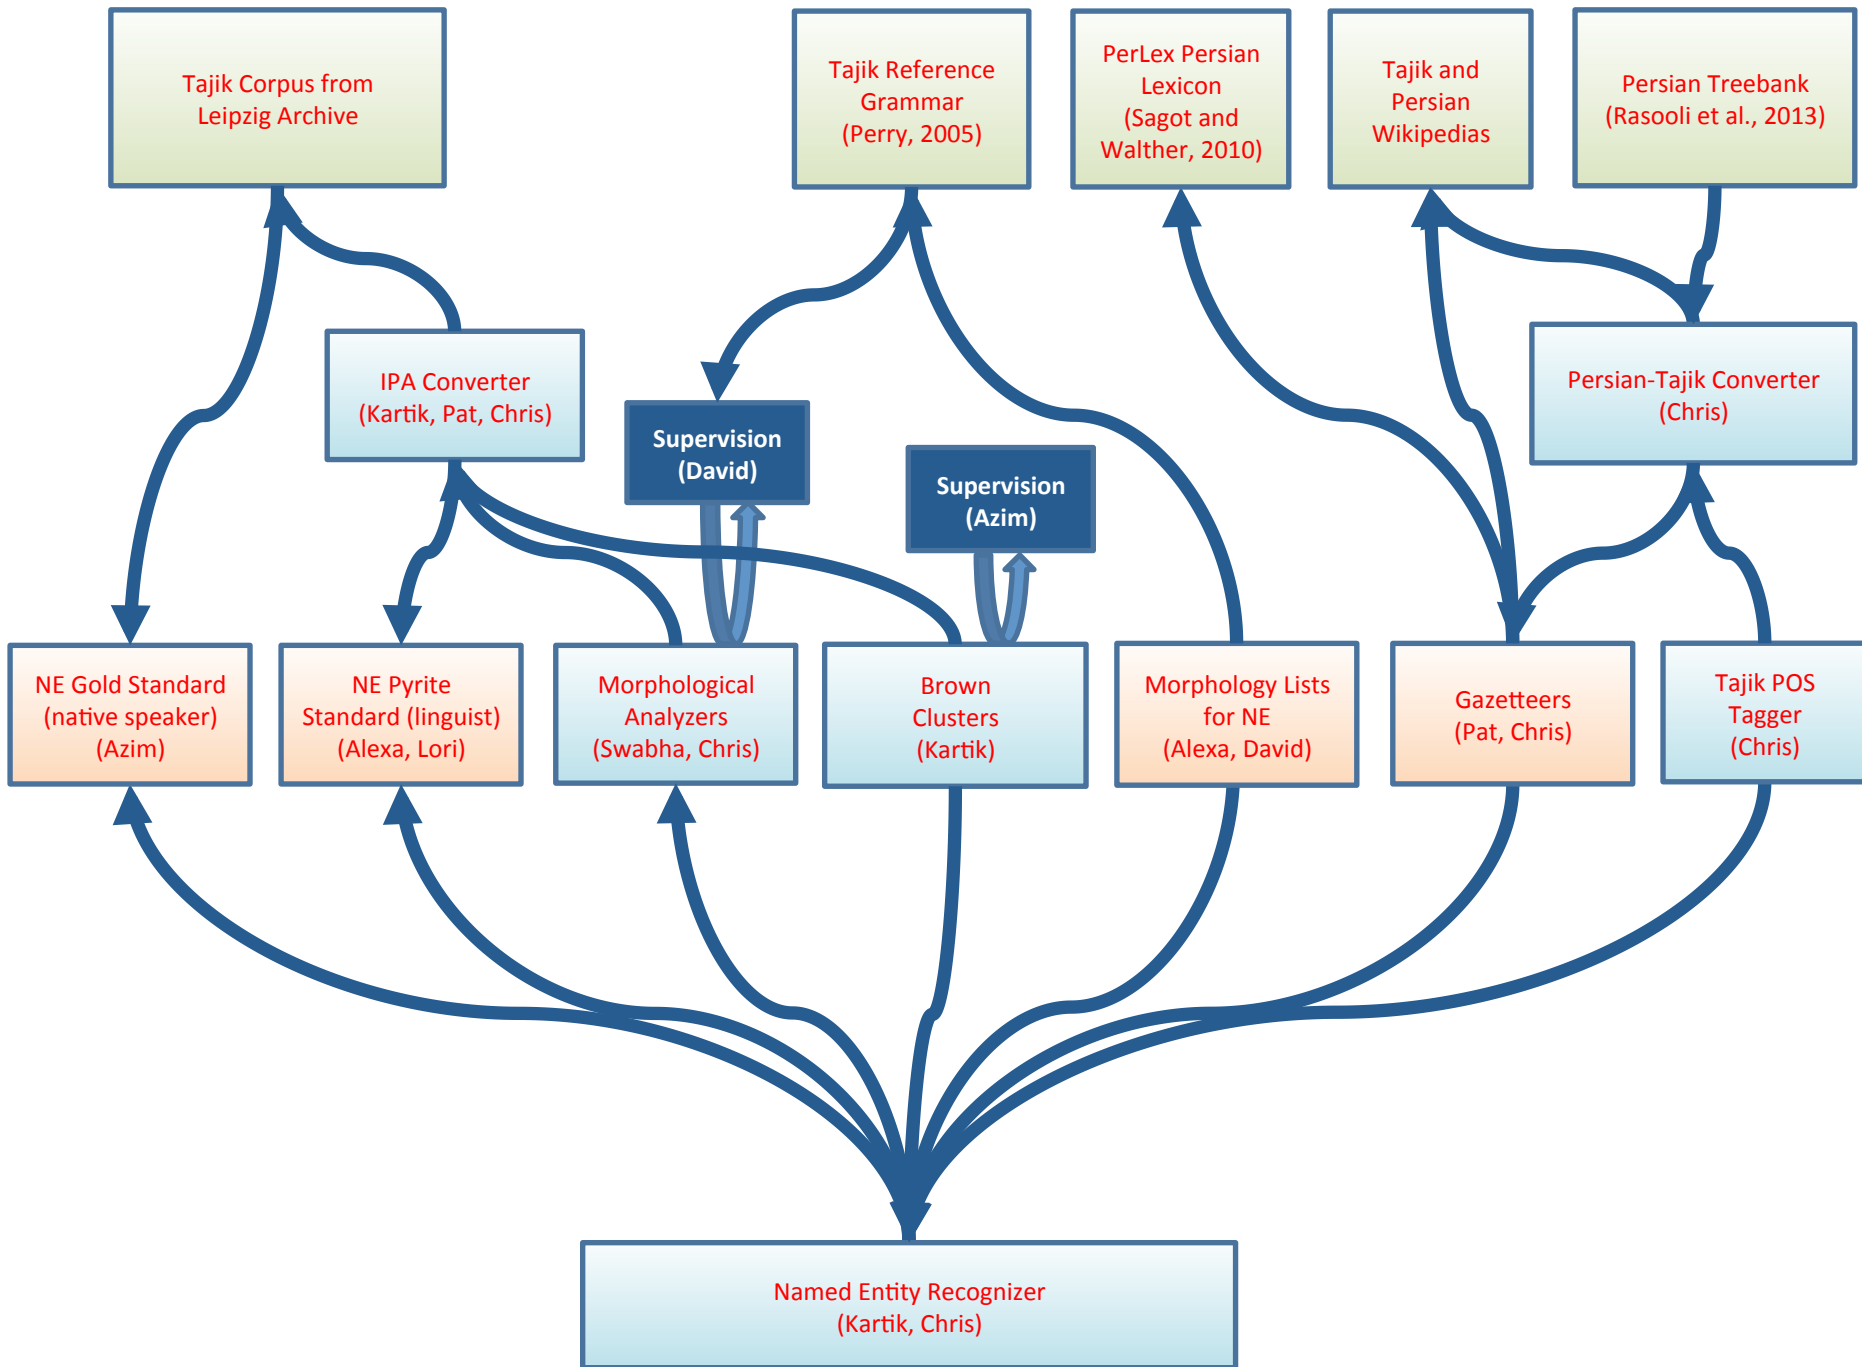 Tajik Corpus from
Leipzig Archive
Tajik Reference
Grammar
(Perry, 2005)
PerLex Persian
Lexicon
(Sagot and
Walther, 2010)
Tajik and
Persian
Wikipedias
Persian Treebank
(Rasooli et al., 2013)
IPA Converter
(Kartik, Pat, Chris)
Supervision
(David)
Supervision
(Azim)
Persian-Tajik Converter
(Chris)
NE Gold Standard
(native speaker)
(Azim)
NE Pyrite
Standard (linguist)
(Alexa, Lori)
Morphological
Analyzers
(Swabha, Chris)
Brown
Clusters
(Kartik)
Morphology Lists
for NE
(Alexa, David)
Gazetteers
(Pat, Chris)
Tajik POS
Tagger
(Chris)
Named Entity Recognizer
(Kartik, Chris)